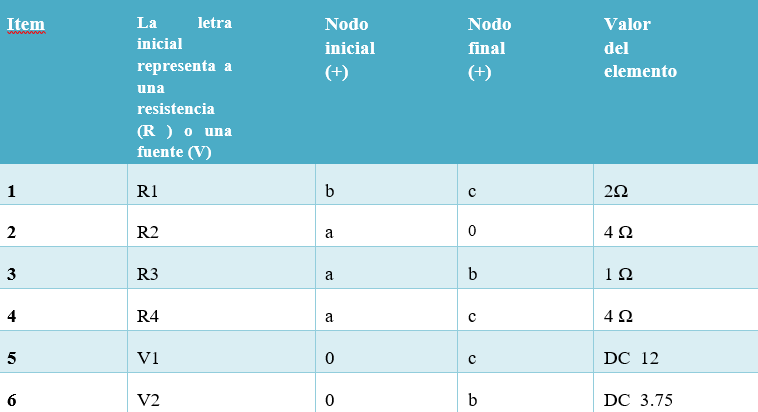 Item
La letra
inicial
representa a
una
resistencia
(R ) o una
fuente (V)
Nodo
inicial
(+)
Nodo
final
(+)
Valor
del
elemento
1 R1 b c 2Ω
2 R2 a 0 4 Ω
3 R3 a b 1 Ω
4 R4 a c 4 Ω
5 V1 0 c DC 12
6 V2 0 b DC 3.75